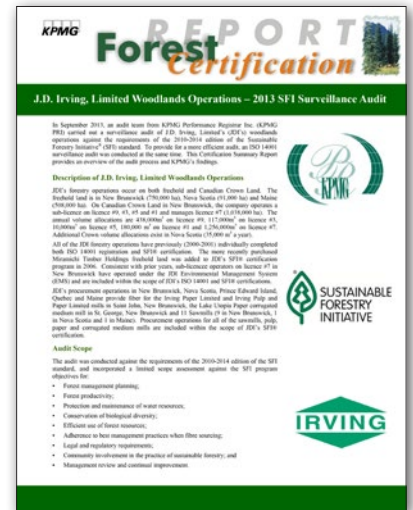 KPMG
REPORT
Forest
Certification
J.D. Irving, Limited Woodlands Operations – 2013 SFI Surveillance Audit
In September 2013, an audit team from KPMG Performance Registrar Inc. (KPMG
PRI) carried out a surveillance audit of J.D. Irving, Limited's (JDI's) woodlands
operations against the requirements of the 2010-2014 edition of the Sustainable
Forestry Initiative® (SFI) standard. To provide for a more efficient audit, an ISO 14001
surveillance audit was conducted at the same time. This Certification Summary Report
provides an overview of the audit process and KPMG's findings.
Description of J.D. Irving, Limited Woodlands Operations
JDI's forestry operations occur on both freehold and Canadian Crown Land. The
freehold land is in New Brunswick (750,000 ha), Nova Scotia (91,000 ha) and Maine
(508,000 ha). On Canadian Crown Land in New Brunswick, the company operates a
sub-licence on licence #9, #3, #5 and #1 and manages licence #7 (1,038,000 ha). The
annual volume allocations are 438,000m³ on licence #9, 117,000m³ on licence #3,
10,000m³ on licence #5, 180,000 m³ on licence #1 and 1,256,000m³ on licence #7.
Additional Crown volume allocations exist in Nova Scotia (35,000 m³ a year).
All of the JDI forestry operations have previously (2000-2001) individually completed
both ISO 14001 registration and SFI® certification. The more recently purchased
Miramichi Timber Holdings freehold land was added to JDI's SFI® certification
program in 2006. Consistent with prior years, sub-licencee operators on licence #7 in
New Brunswick have operated under the JDI Environmental Management System
(EMS) and are included within the scope of JDI's ISO 14001 and SFI® certifications.
JDI's procurement operations in New Brunswick, Nova Scotia, Prince Edward Island,
Quebec and Maine provide fiber for the Irving Paper Limited and Irving Pulp and
Paper Limited mills in Saint John, New Brunswick, the Lake Utopia Paper corrugated
medium mill in St. George, New Brunswick and 11 Sawmills (9 in New Brunswick, 1
in Nova Scotia and 1 in Maine). Procurement operations for all of the sawmills, pulp,
paper and corrugated medium mills are included within the scope of JDI's SFI®
certification.
Audit Scope
The audit was conducted against the requirements of the 2010-2014 edition of the SFI
standard, and incorporated a limited scope assessment against the SFI program
objectives for:
• Forest management planning;
• Forest productivity;
• Protection and maintenance of water resources;
• Conservation of biological diversity;
• Efficient use of forest resources;
• Adherence to best management practices when fibre sourcing;
• Legal and regulatory requirements;
• Community involvement in the practice of sustainable forestry; and
• Management review and continual improvement
KPMG
SUSTAINABLE
FORESTRY
INITIATIVE
IRVING